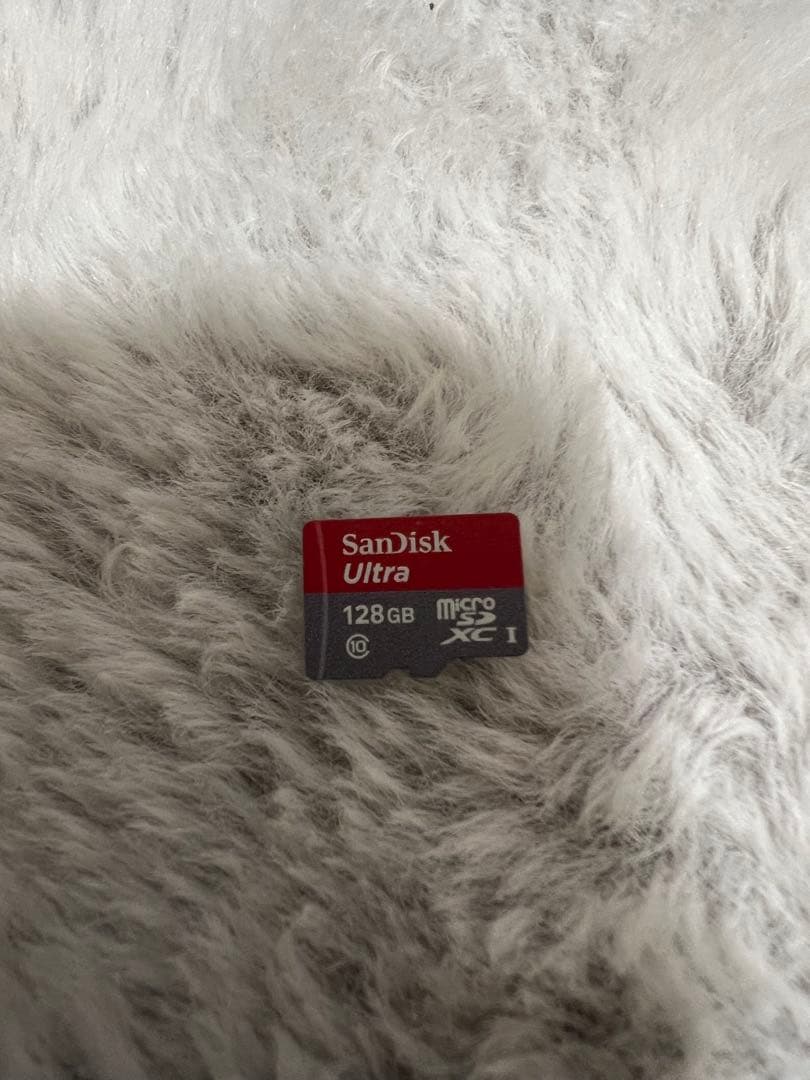 SanDisk
Ultra
128GB
micro
SD
XC I
10